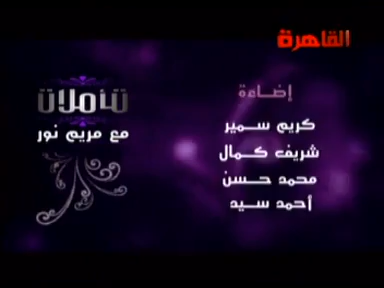 القاهرة
تأملات
مع مريم نور
إضاءة
كريم سمير
شريف كمال
محمد حسن
أحمد سيد